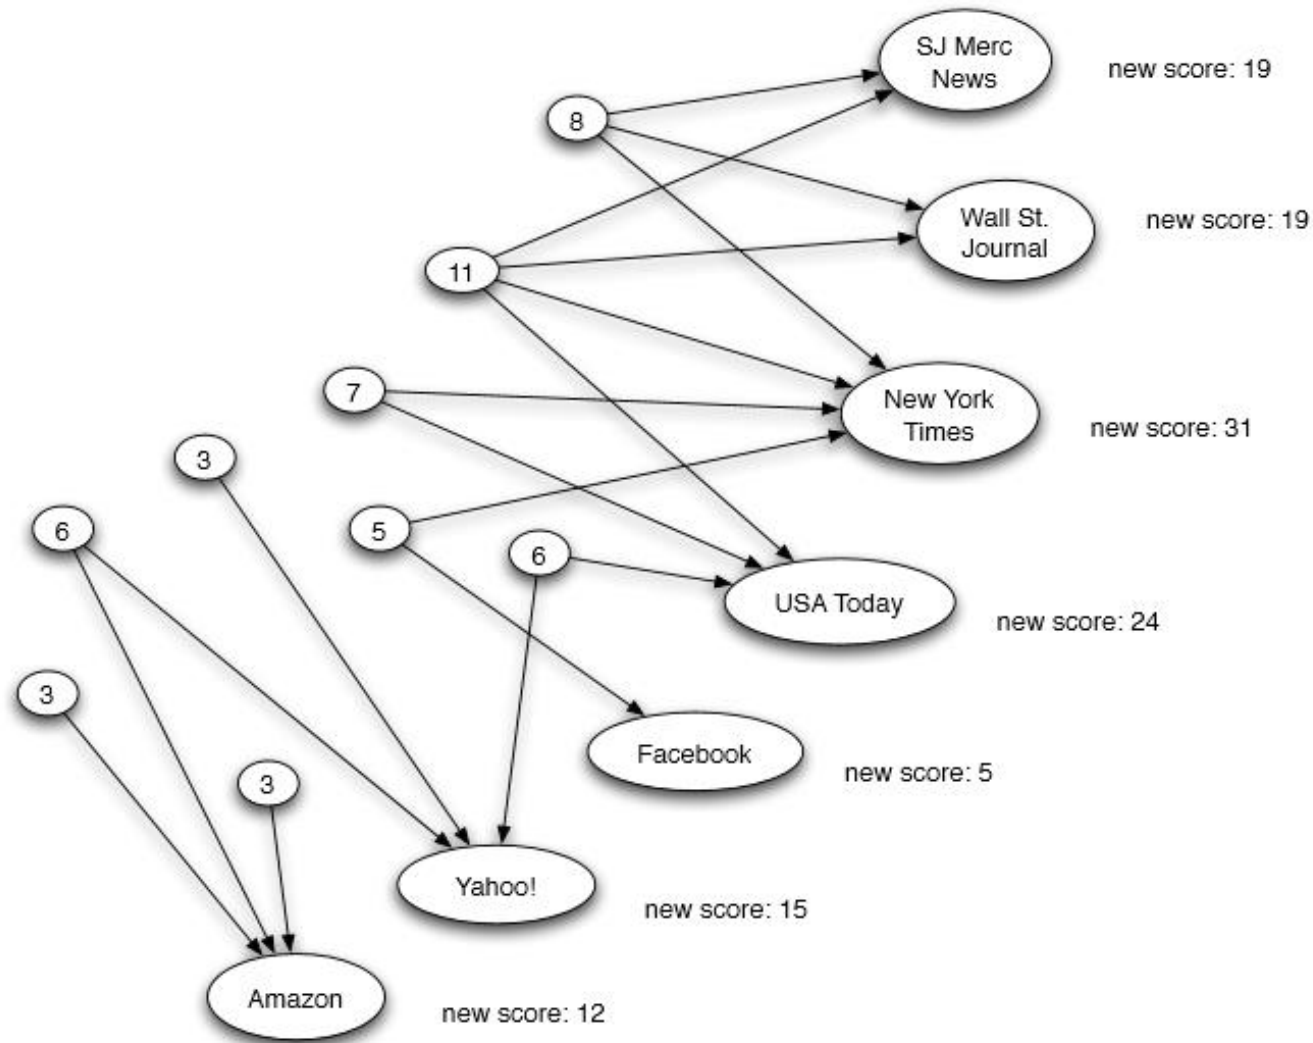 SJ Merc
News
new score: 19
8
Wall St.
Journal
new score: 19
11
7
New York
Times
new score: 31
3
6
5
6
USA Today
new score: 24
3
Facebook
new score: 5
3
Yahoo!
new score: 15
Amazon
new score: 12